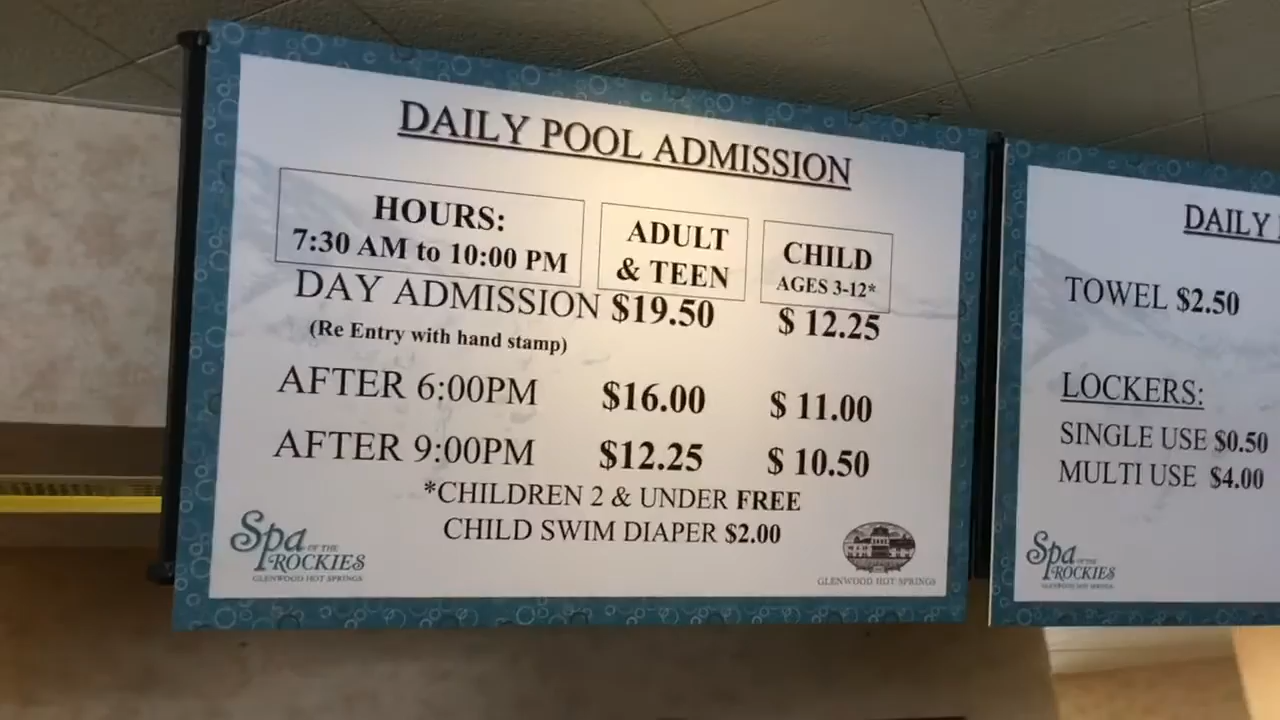 DAILY POOL ADMISSION
HOURS:
7:30 AM to 10:00 PM
ADULT
& TEEN
CHILD
AGES 3-12*
DAY ADMISSION $19.50 $ 12.25
(Re Entry with hand stamp)
AFTER 6:00PM $16.00 $ 11.00
AFTER 9:00PM $12.25 $ 10.50
*CHILDREN 2 & UNDER FREE
CHILD SWIM DIAPER $2.00
Spa OF THE
ROCKIES
GLENWOOD HOT SPRINGS
GLENWOOD HOT SPRINGS
DAILY
TOWEL $2.50
LOCKERS:
SINGLE USE $0.50
MULTI USE $4.00
Spa OF THE
ROCKIES
GLENWOOD HOT SPRINGS